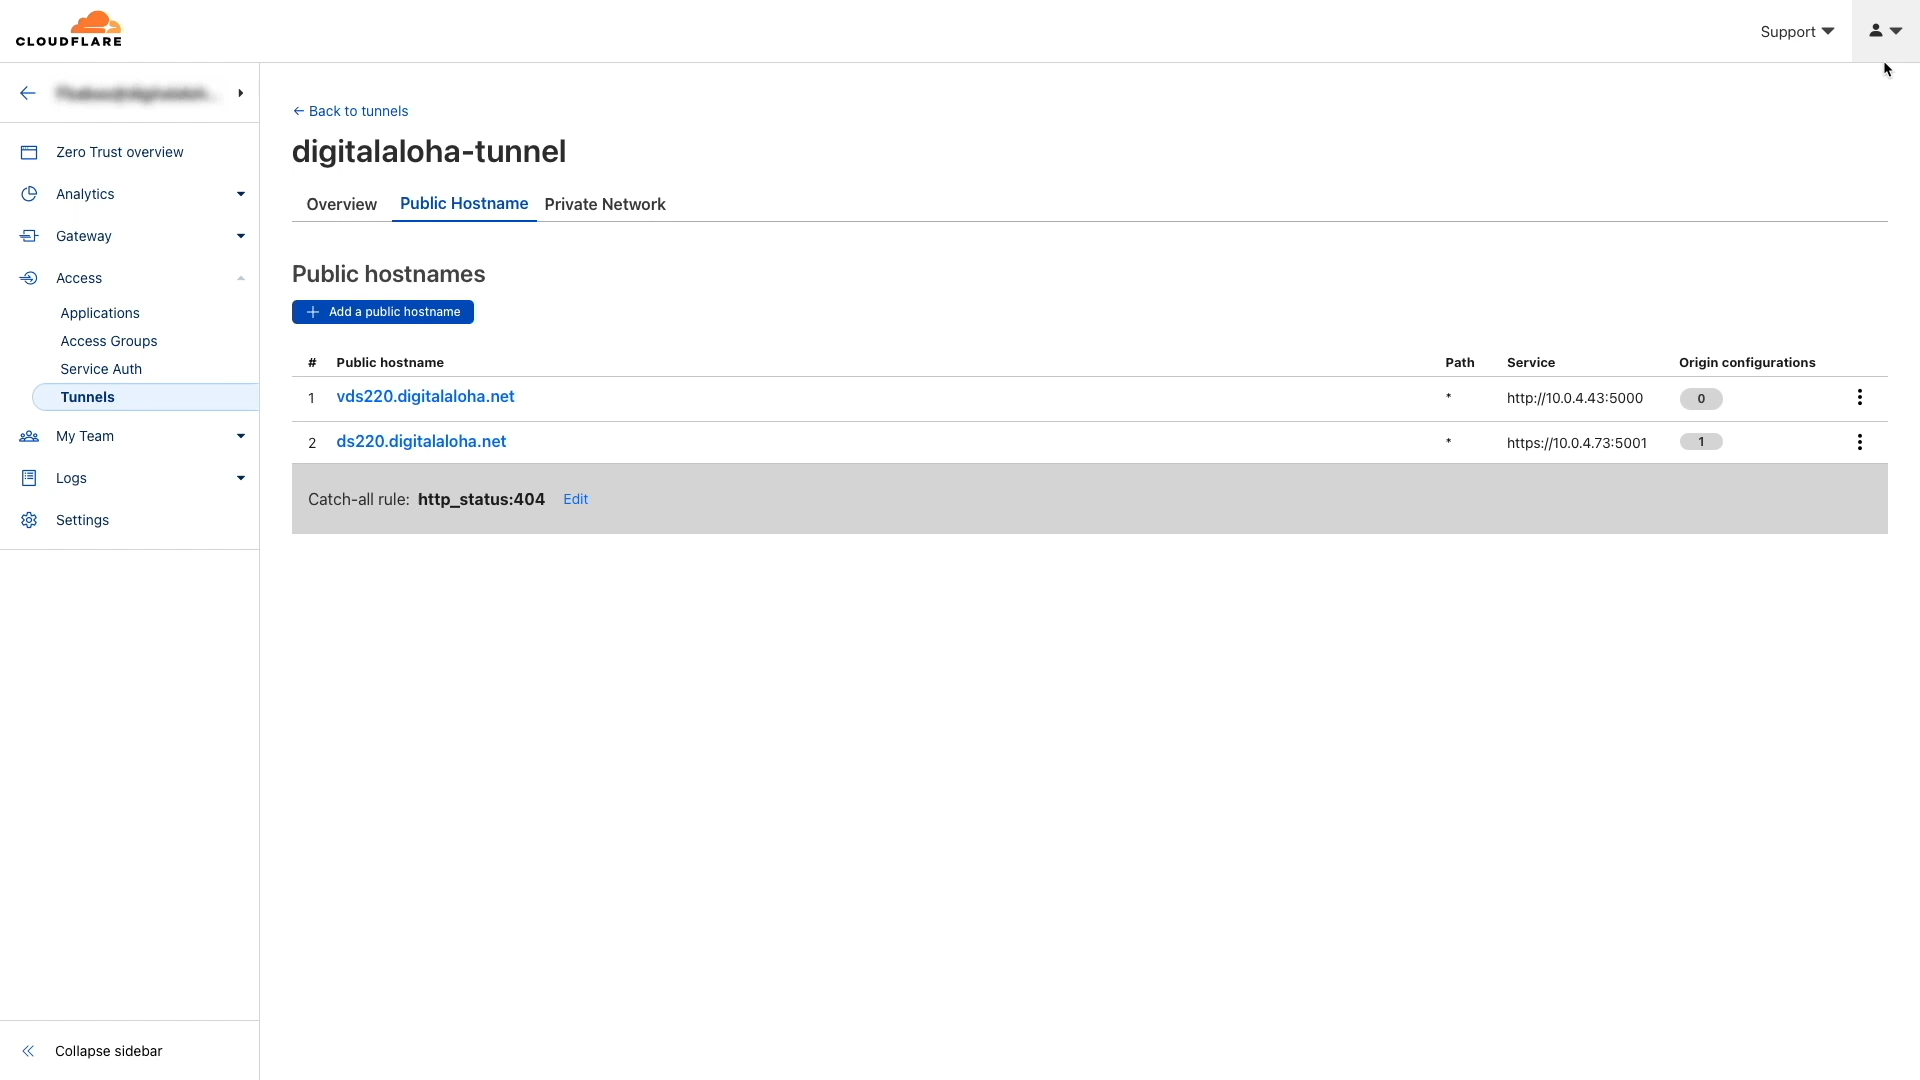 CLOUDFLARE
Support
Zero Trust overview
Analytics
Gateway
Access
Applications
Access Groups
Service Auth
Tunnels
My Team
Logs
Settings
Collapse sidebar
← Back to tunnels
digitalaloha-tunnel
Overview Public Hostname Private Network
Public hostnames
+ Add a public hostname
# Public hostname Path Service Origin configurations
1 vds220.digitalaloha.net * http://10.0.4.43:5000 0
2 ds220.digitalaloha.net * https://10.0.4.73:5001 1
Catch-all rule: http_status:404 Edit